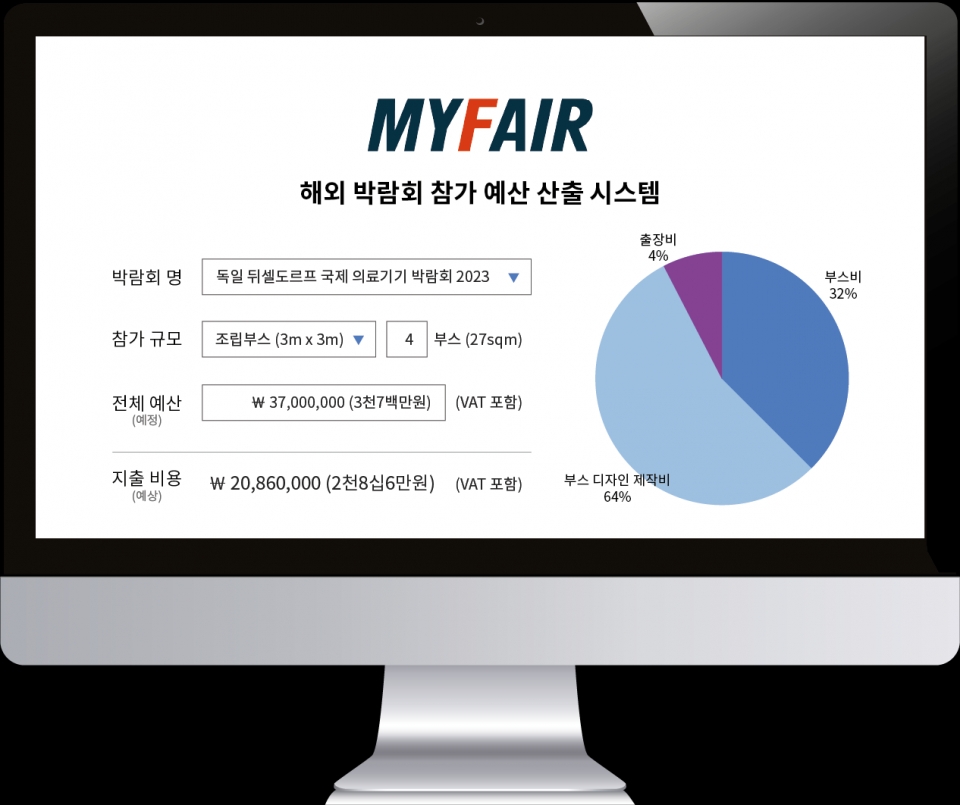 MYFAIR
해외 박람회 참가 예산 산출 시스템
박람회 명 독일 뒤셀도르프 국제 의료기기 박람회 2023 ▼
참가 규모 조립부스 (3m x 3m) ▼ 4 부스 (27sqm)
전체 예산 ₩ 37,000,000 (3천7백만원) (VAT 포함)
(예정)
지출 비용 ₩ 20,860,000 (2천8십6만원) (VAT 포함)
(예상)
출장비
4%
부스비
32%
부스 디자인 제작비
64%